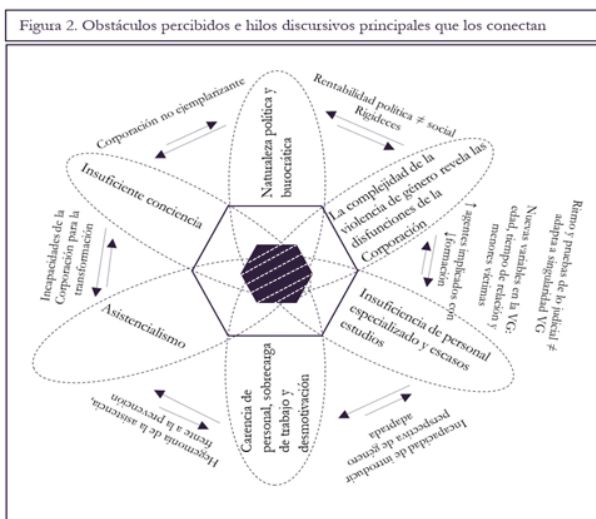 Figura 2. Obstáculos percibidos e hilos discursivos principales que los conectan
Corporación no ejemplarizante
Naturaleza política y
burocrática
Rentabilidad política ≠ social
Rigideces
La complejidad de la
violencia de género revela las
disfunciones de la
Corporación
Ritmo y pruebas de lo judicial ≠
adapta a singularidad VG
Nuevas variables en la VG:
edad, tiempo de relación y
menores víctimas
↑ agentes implicados con
↓formación
Insuficiencia de personal
especializado y escasos
estudios
Incapacidad de introducir
perspectiva de género
adaptada
Carencia de
personal, sobrecarga
de trabajo y
desmotivación
Hegemonía de la asistencia,
frente a la prevención
Asistencialismo
Incapacidades de la
Corporación para la
transformación
Insuficiente conciencia